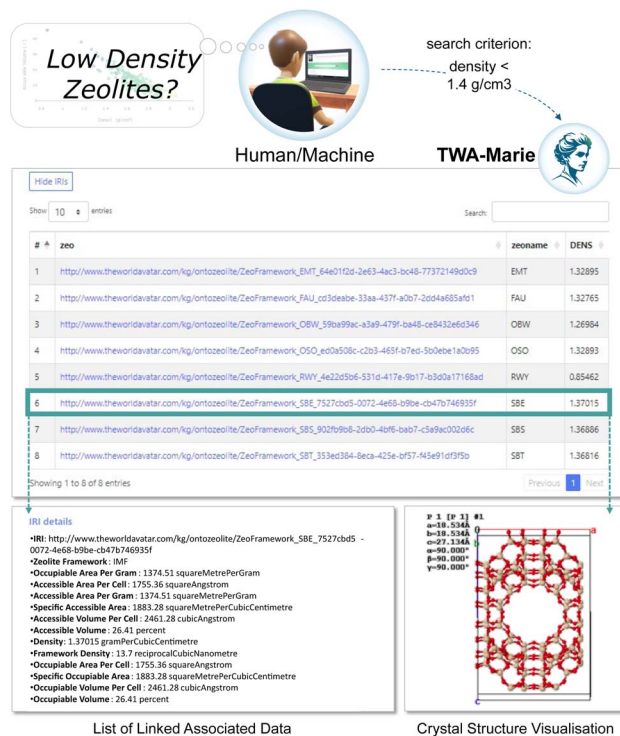 Low Density
Zeolites?
search criterion:
density <
1.4 g/cm3
Human/Machine
TWA-Marie
Hide IRIs
Show 10 entries
Search:
# zeo zeoname DENS
1 http://www.theworldavatar.com/kg/ontozeolite/ZeoFramework_EMT_64e01f2d-2e63-4ac3-bc48-77372149d0c9 EMT 1.32895
2 http://www.theworldavatar.com/kg/ontozeolite/ZeoFramework_FAU_cd3deabe-33aa-437f-a0b7-2dd4a685afd1 FAU 1.32765
3 http://www.theworldavatar.com/kg/ontozeolite/ZeoFramework_OBW_59ba99ac-a3a9-479f-ba48-ce8432e6d346 OBW 1.26984
4 http://www.theworldavatar.com/kg/ontozeolite/ZeoFramework_OSO_ed0a508c-c2b3-465f-b7ed-5b0ebe1a0b95 OSO 1.32893
5 http://www.theworldavatar.com/kg/ontozeolite/ZeoFramework_RWY_4e22d5b6-531d-417e-9b17-b3d0a17168ad RWY 0.85462
6 http://www.theworldavatar.com/kg/ontozeolite/ZeoFramework_SBE_7527cbd5-0072-4e68-b9be-cb47b746935f SBE 1.37015
7 http://www.theworldavatar.com/kg/ontozeolite/ZeoFramework_SBS_902fb9b8-2db0-4bf6-bab7-c5a9ac002d6c SBS 1.36886
8 http://www.theworldavatar.com/kg/ontozeolite/ZeoFramework_SBT_353ed384-8eca-425e-bf57-f45e91df3f5b SBT 1.36816
Showing 1 to 8 of 8 entries
Previous 1 Next
IRI details
•IRI: http://www.theworldavatar.com/kg/ontozeolite/ZeoFramework_SBE_7527cbd5 -
0072-4e68-b9be-cb47b746935f
•Zeolite Framework: IMF
•Occupiable Area Per Gram: 1374.51 squareMetrePerGram
•Accessible Area Per Cell: 1755.36 squareAngstrom
•Accessible Area Per Gram: 1374.51 squareMetrePerGram
•Specific Accessible Area: 1883.28 squareMetrePerCubicCentimetre
•Accessible Volume Per Cell: 2461.28 cubicAngstrom
•Accessible Volume: 26.41 percent
•Density: 1.37015 gramPerCubicCentimetre
•Framework Density: 13.7 reciprocalCubicNanometre
•Occupiable Area Per Cell: 1755.36 squareAngstrom
•Specific Occupiable Area: 1883.28 squareMetrePerCubicCentimetre
•Occupiable Volume Per Cell: 2461.28 cubicAngstrom
•Occupiable Volume: 26.41 percent
P 1 [P 1] #1
a=18.534Å
b=18.534Å
c=27.134Å
α=90.000°
β=90.000°
γ=90.000°
0
a
b
c
List of Linked Associated Data
Crystal Structure Visualisation